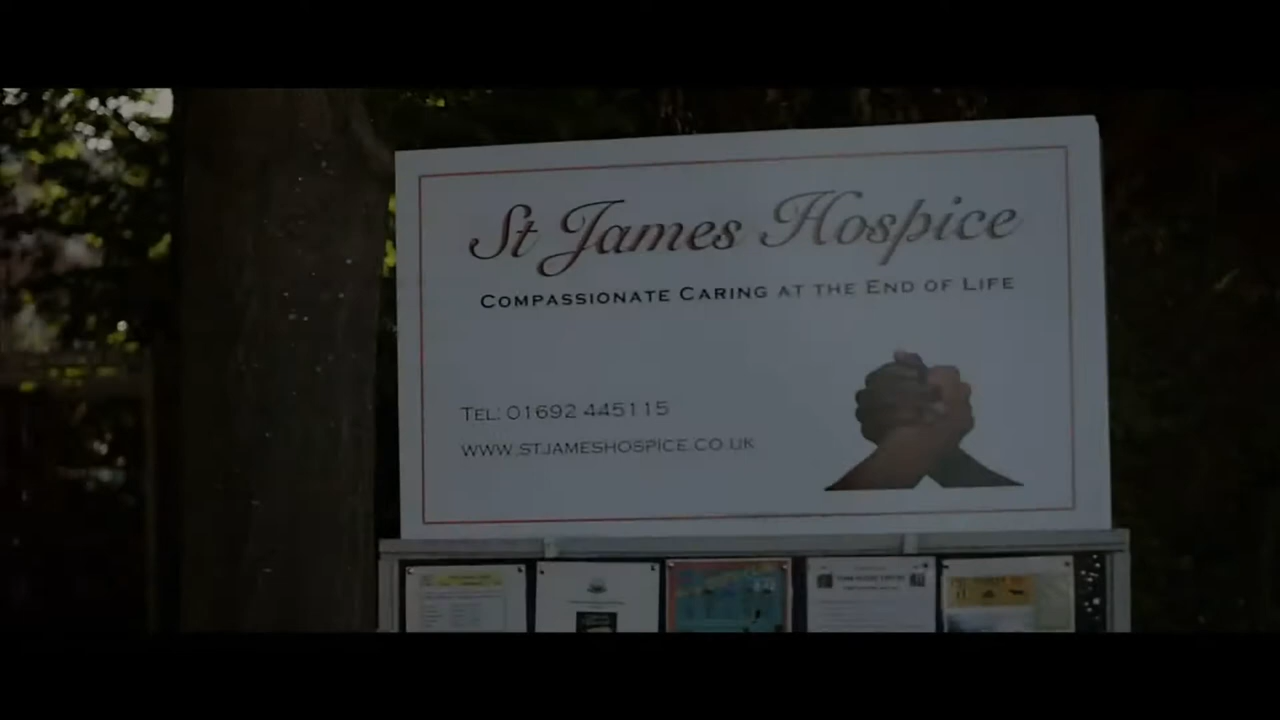 St James Hospice
Compassionate Caring at the End of Life
Tel: 01692 445115
www.stjameshospice.co.uk